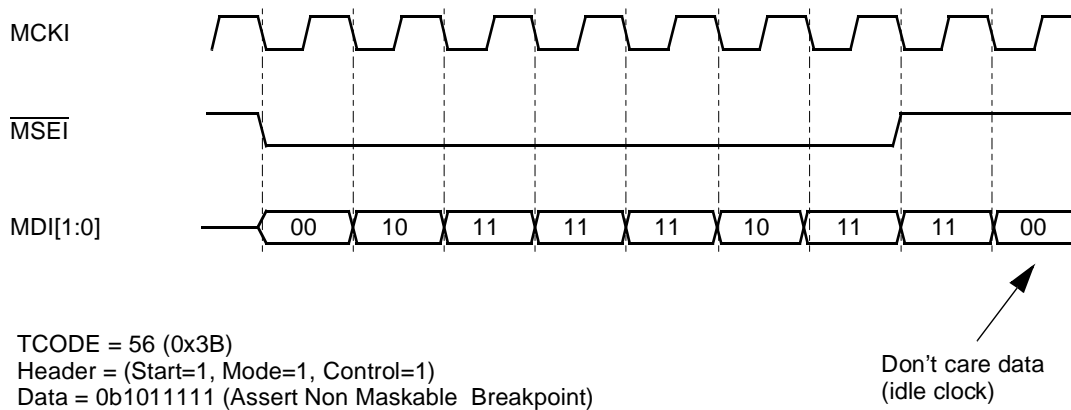 MCKI
MSEI
MDI[1:0]
00 10 11 11 11 10 11 11 00
TCODE = 56 (0x3B)
Header = (Start=1, Mode=1, Control=1)
Data = 0b1011111 (Assert Non Maskable Breakpoint)
Don’t care data
(idle clock)